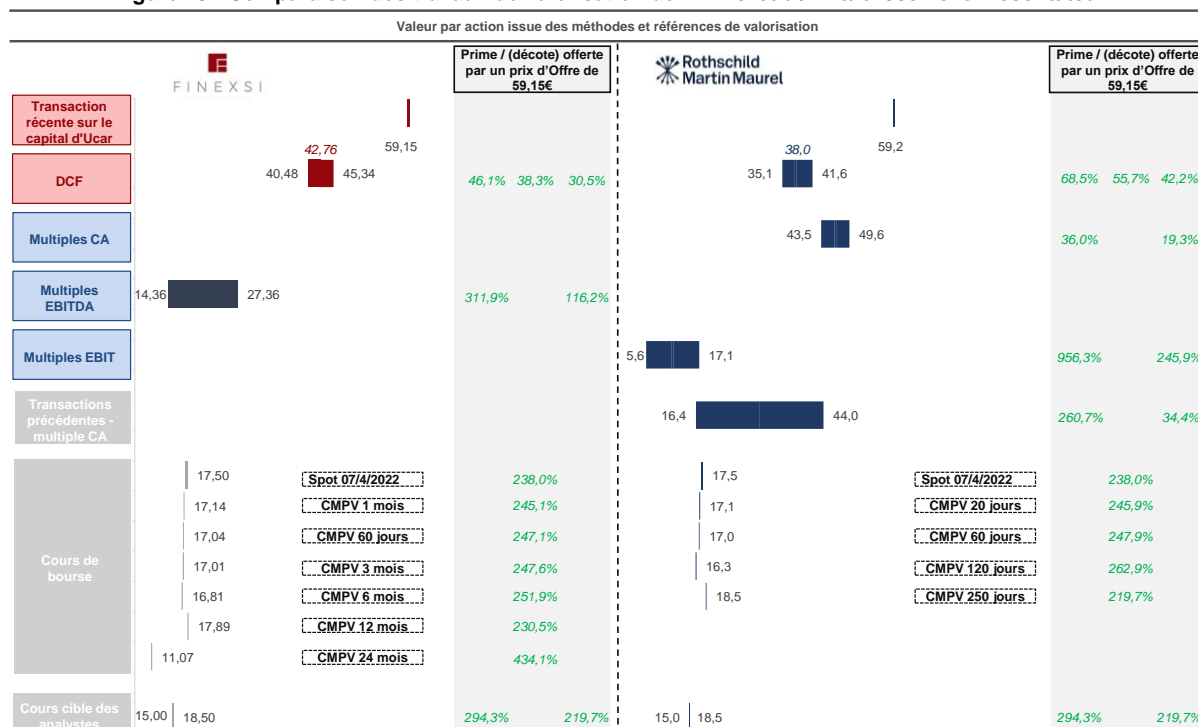 Comparaison des travaux de valorisation de
Valeur par action issue des méthodes et références de valorisation
FINEXSI
Prime / (décote) offerte
par un prix d'Offre de
59,15€
Rothschild
Martin Maurel
Prime / (décote) offerte
par un prix d'Offre de
59,15€
Transaction
récente sur le
capital d'Ucar
59,15
59,2
DCF
42,76
40,48 45,34
46,1% 38,3% 30,5%
38,0
35,1 41,6
68,5% 55,7% 42,2%
Multiples CA
43,5 49,6
36,0% 19,3%
Multiples
EBITDA
14,36 27,36
311,9% 116,2%
Multiples EBIT
5,6 17,1
956,3% 245,9%
Transactions
précédentes -
multiple CA
16,4 44,0
260,7% 34,4%
Cours de
bourse
17,50 Spot 07/4/2022 238,0%
17,5 Spot 07/4/2022 238,0%
17,14 CMPV 1 mois 245,1%
17,1 CMPV 20 jours 245,9%
17,04 CMPV 60 jours 247,1%
17,0 CMPV 60 jours 247,9%
17,01 CMPV 3 mois 247,6%
16,3 CMPV 120 jours 262,9%
16,81 CMPV 6 mois 251,9%
18,5 CMPV 250 jours 219,7%
17,89 CMPV 12 mois 230,5%
11,07 CMPV 24 mois 434,1%
Cours cible des
analystes
15,00 18,50
294,3% 219,7%
15,0 18,5
294,3% 219,7%